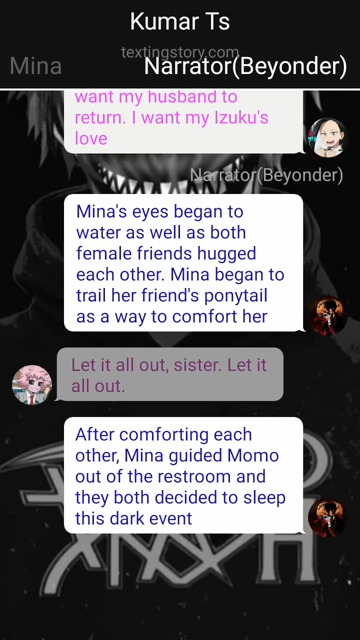 Kumar Ts
textingstory.com
Mina
Narrator(Beyonder)
want my husband to
return. I want my Izuku's
love
Narrator(Beyonder)
Mina's eyes began to
water as well as both
female friends hugged
each other. Mina began to
trail her friend's ponytail
as a way to comfort her
Let it all out, sister. Let it
all out.
After comforting each
other, Mina guided Momo
out of the restroom and
they both decided to sleep
this dark event